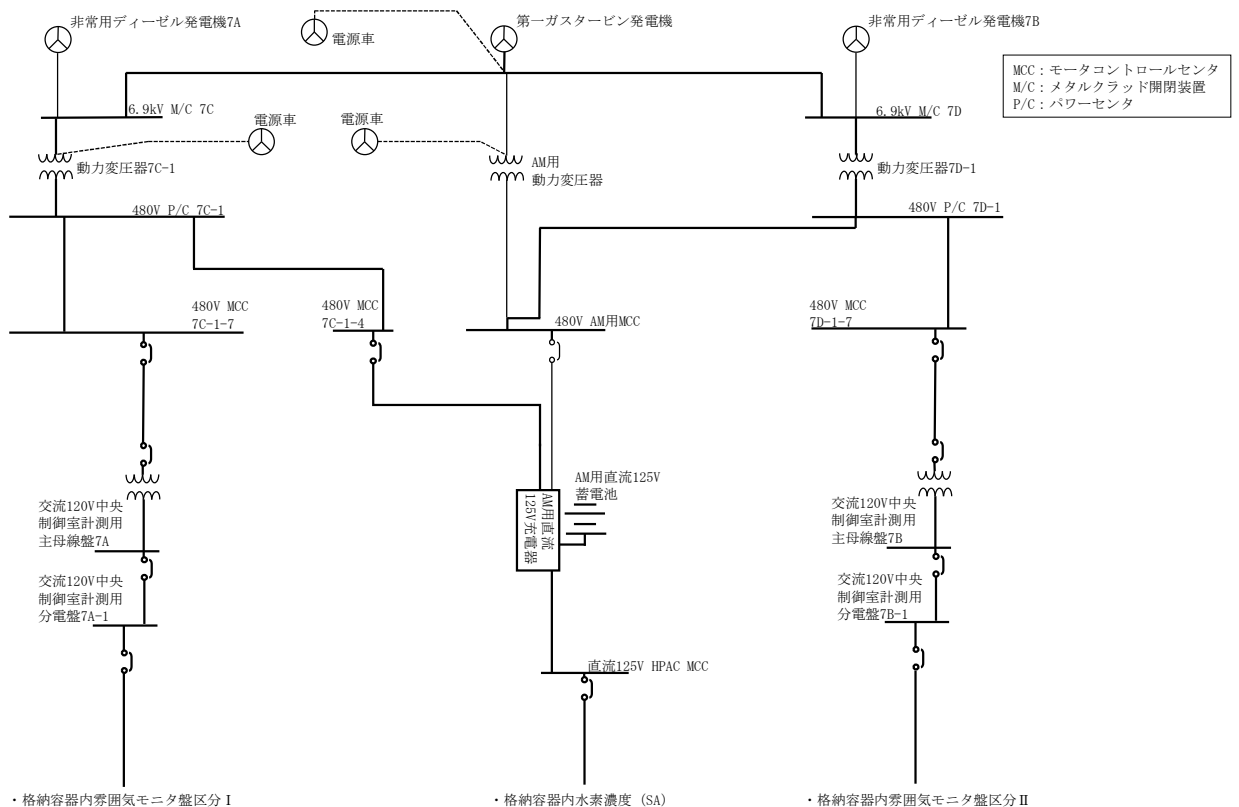 非常用ディーゼル発電機7A
電源車
第一ガスタービン発電機
非常用ディーゼル発電機7B
MCC：モータコントロールセンタ
M/C：メタルクラッド開閉装置
P/C：パワーセンタ
6.9kV M/C 7C
電源車
電源車
6.9kV M/C 7D
動力変圧器7C-1
AM用
動力変圧器
動力変圧器7D-1
480V P/C 7C-1
480V P/C 7D-1
480V MCC
7C-1-7
480V MCC
7C-1-4
480V AM用MCC
480V MCC
7D-1-7
AM用直流125V
蓄電池
AM用直流
125V充電器
交流120V中央
制御室計測用
主母線盤7A
交流120V中央
制御室計測用
主母線盤7B
交流120V中央
制御室計測用
分電盤7A-1
交流120V中央
制御室計測用
分電盤7B-1
直流125V HPAC MCC
・格納容器内雰囲気モニタ盤区分Ⅰ
・格納容器内水素濃度（SA）
・格納容器内雰囲気モニタ盤区分Ⅱ